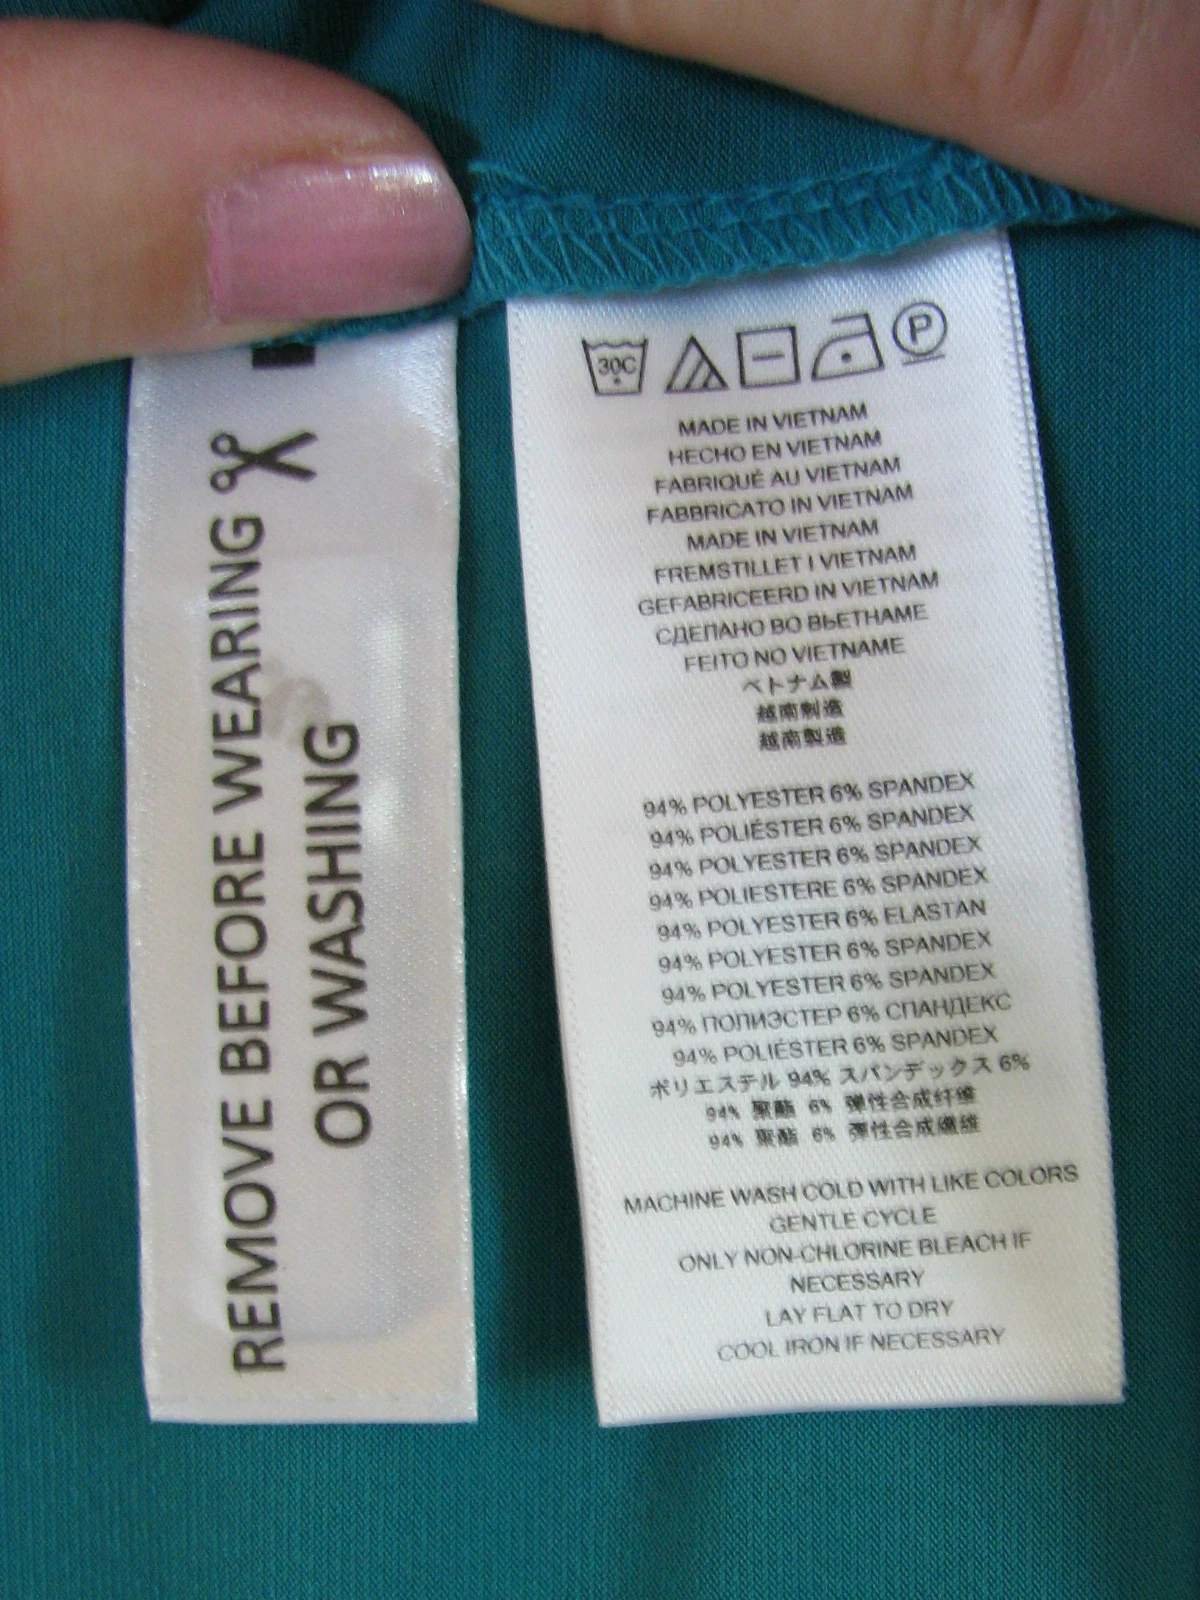 REMOVE BEFORE WEARING
OR WASHING
30C
P
MADE IN VIETNAM
HECHO EN VIETNAM
FABRIQUÉ AU VIETNAM
FABBRICATO IN VIETNAM
MADE IN VIETNAM
FREMSTILLET I VIETNAM
GEFABRICEERD IN VIETNAM
СДЕПАНО ВО ВЬЕТНАМЕ
FEITO NO VIETNAME
ベトナム製
越南制造
越南製造
94% POLYESTER 6% SPANDEX
94% POLIÉSTER 6% SPANDEX
94% POLYESTER 6% SPANDEX
94% POLIESTERE 6% SPANDEX
94% POLYESTER 6% ELASTAN
94% POLYESTER 6% SPANDEX
94% POLYESTER 6% SPANDEX
94% ПОПИЭСТЕР 6% СПАНДЕКС
94% POLIÉSTER 6% SPANDEX
ポリエステル 94% スパンデックス 6%
94% 聚酯 6% 弹性合成纤维
94% 聚酯 6% 彈性合成纖維
MACHINE WASH COLD WITH LIKE COLORS
GENTLE CYCLE
ONLY NON-CHLORINE BLEACH IF
NECESSARY
LAY FLAT TO DRY
COOL IRON IF NECESSARY